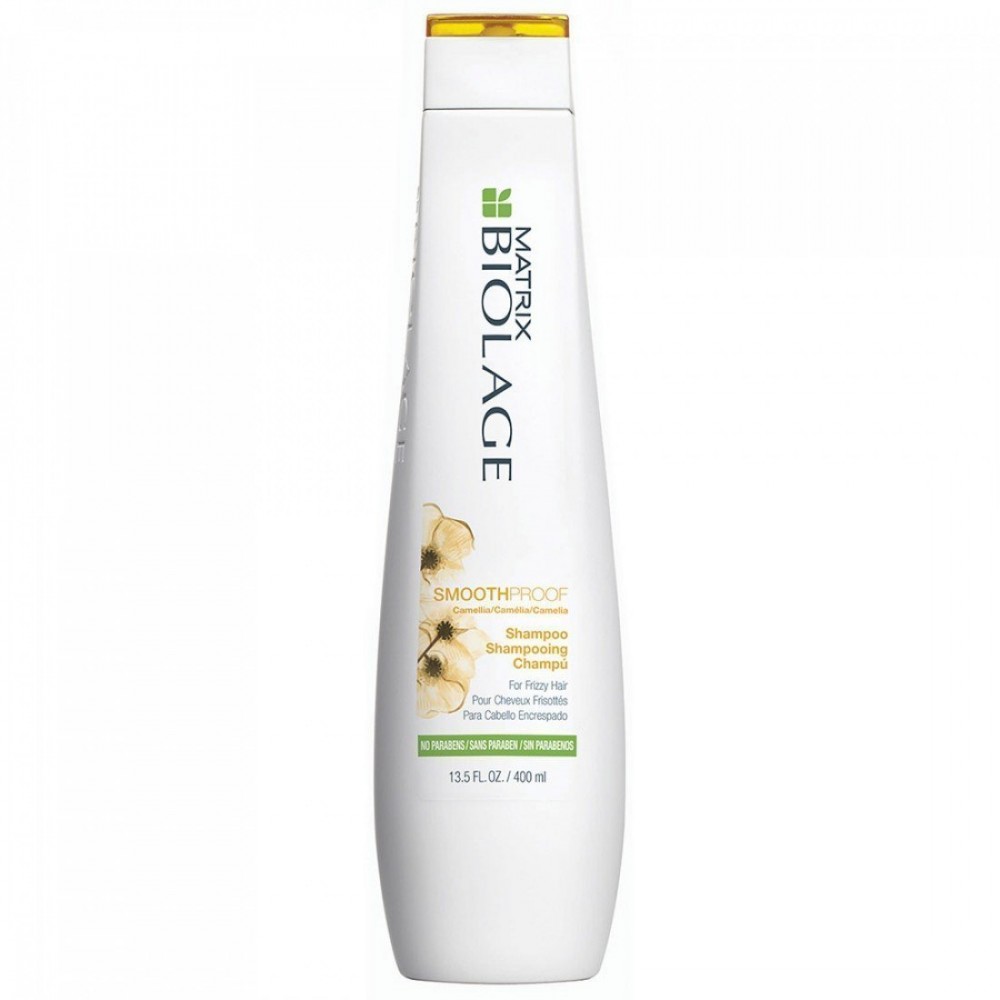 MATRIX
BIOLAGE
SMOOTHPROOF
Camellia/Camélia/Camelia
Shampoo
Shampooing
Champú
For Frizzy Hair
Pour Cheveux Frisottés
Para Cabello Encrespado
NO PARABENS/SANS PARABEN/SIN PARABENOS
13.5 FL.OZ. / 400 ml